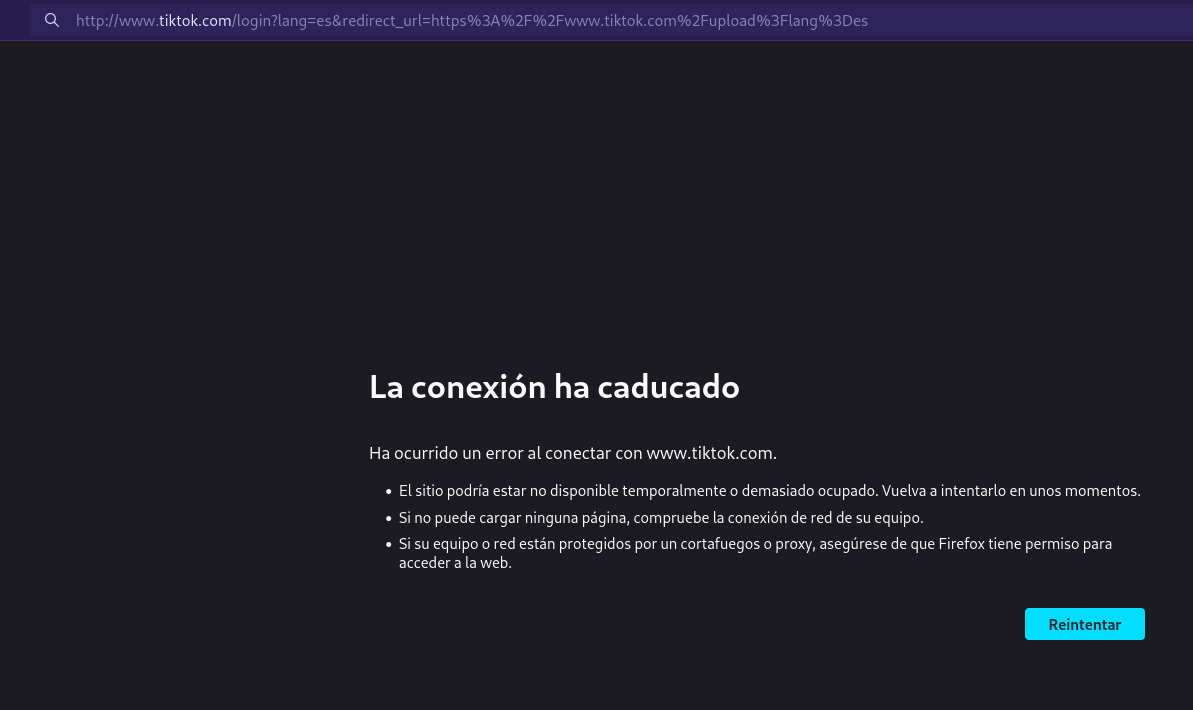 http://www.tiktok.com/login?lang=es&redirect_url=https%3A%2F%2Fwww.tiktok.com%2Fupload%3Flang%3Des
La conexión ha caducado
Ha ocurrido un error al conectar con www.tiktok.com.
• El sitio podría estar no disponible temporalmente o demasiado ocupado. Vuelva a intentarlo en unos momentos.
• Si no puede cargar ninguna página, compruebe la conexión de red de su equipo.
• Si su equipo o red están protegidos por un cortafuegos o proxy, asegúrese de que Firefox tiene permiso para
acceder a la web.
Reintentar